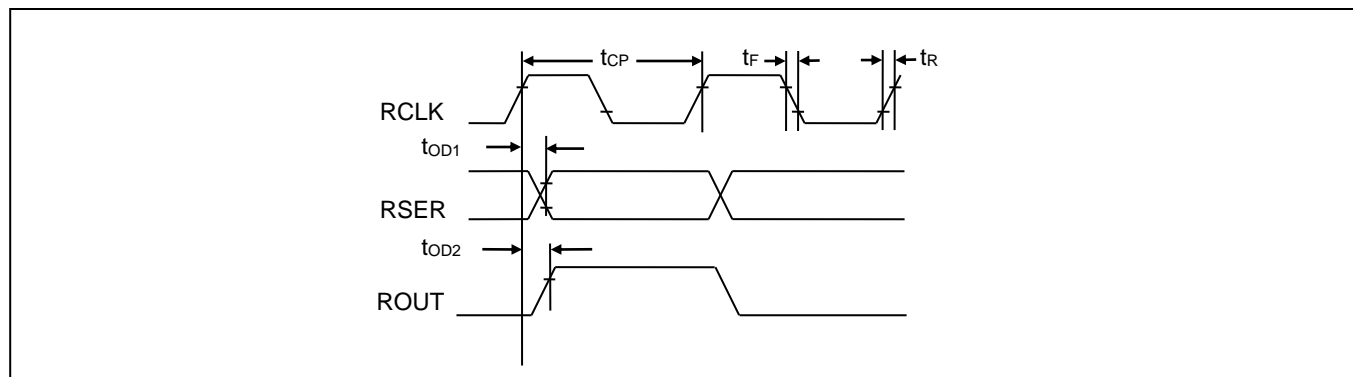 tCP
tF
tR
RCLK
tOD1
RSER
tOD2
ROUT